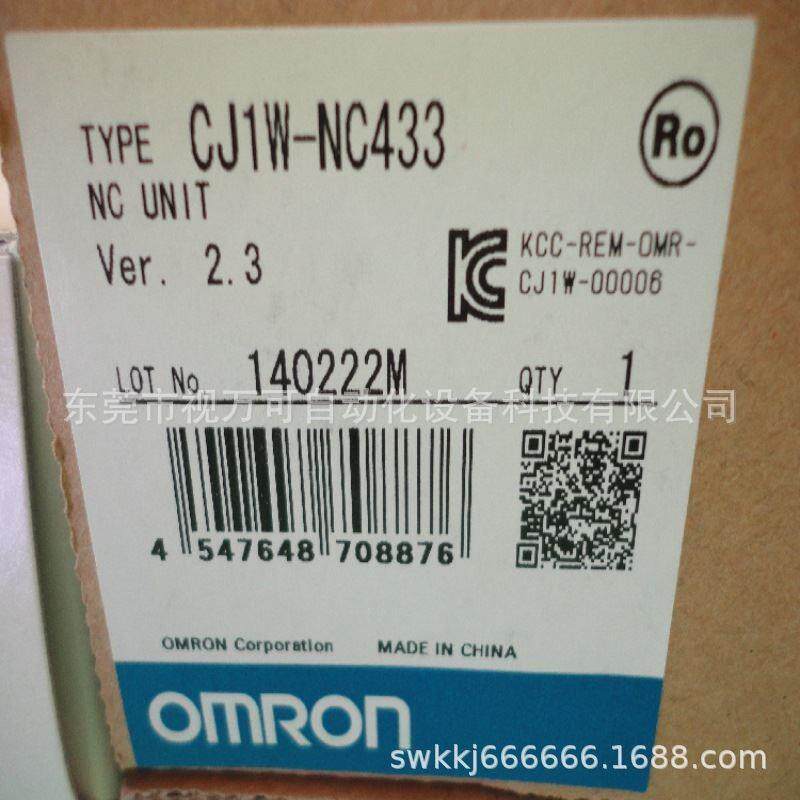 TYPE CJ1W-NC433
Ro
NC UNIT
Ver. 2.3
KCC-REM-OMR-
CJ1W-00006
LOT No 140222M QTY 1
东莞市视万可自动化设备科技有限公司
4 547648 708876
OMRON Corporation MADE IN CHINA
OMRON
swkkj666666.1688.com